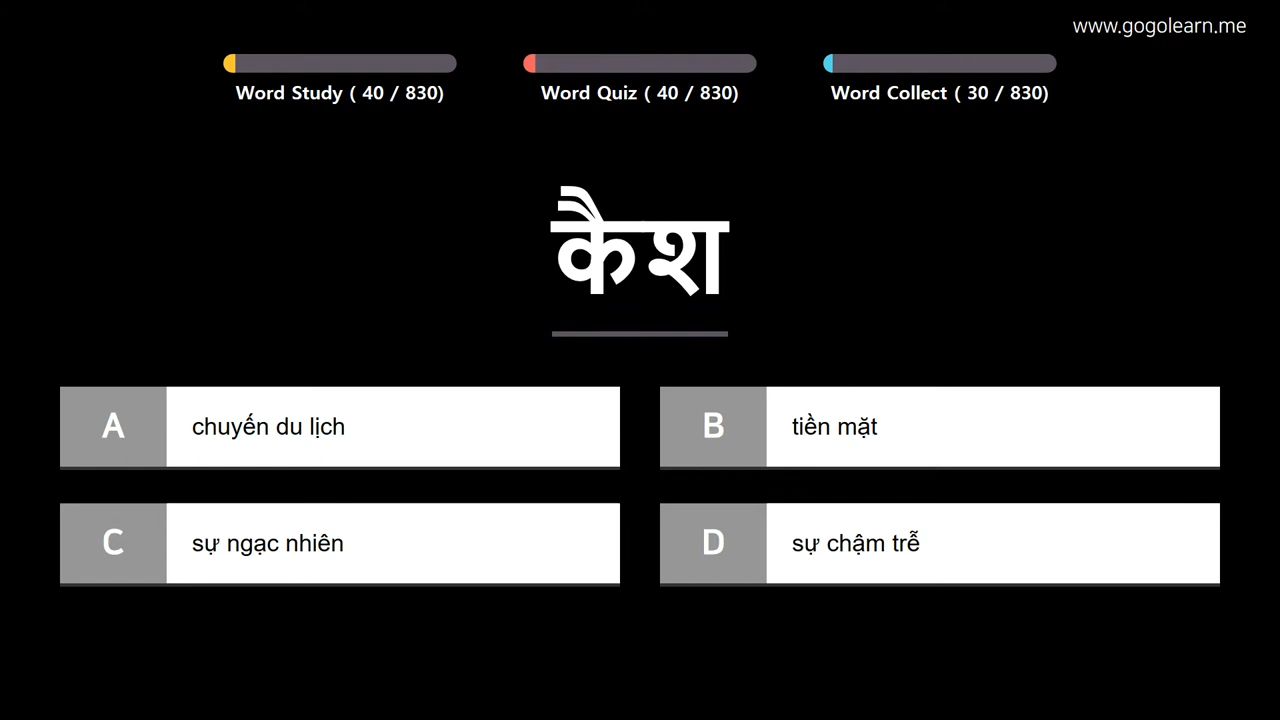 www.gogolearn.me
Word Study ( 40 / 830)
Word Quiz ( 40 / 830)
Word Collect ( 30 / 830)
कैश
A chuyến du lịch
B tiền mặt
C sự ngạc nhiên
D sự chậm trễ